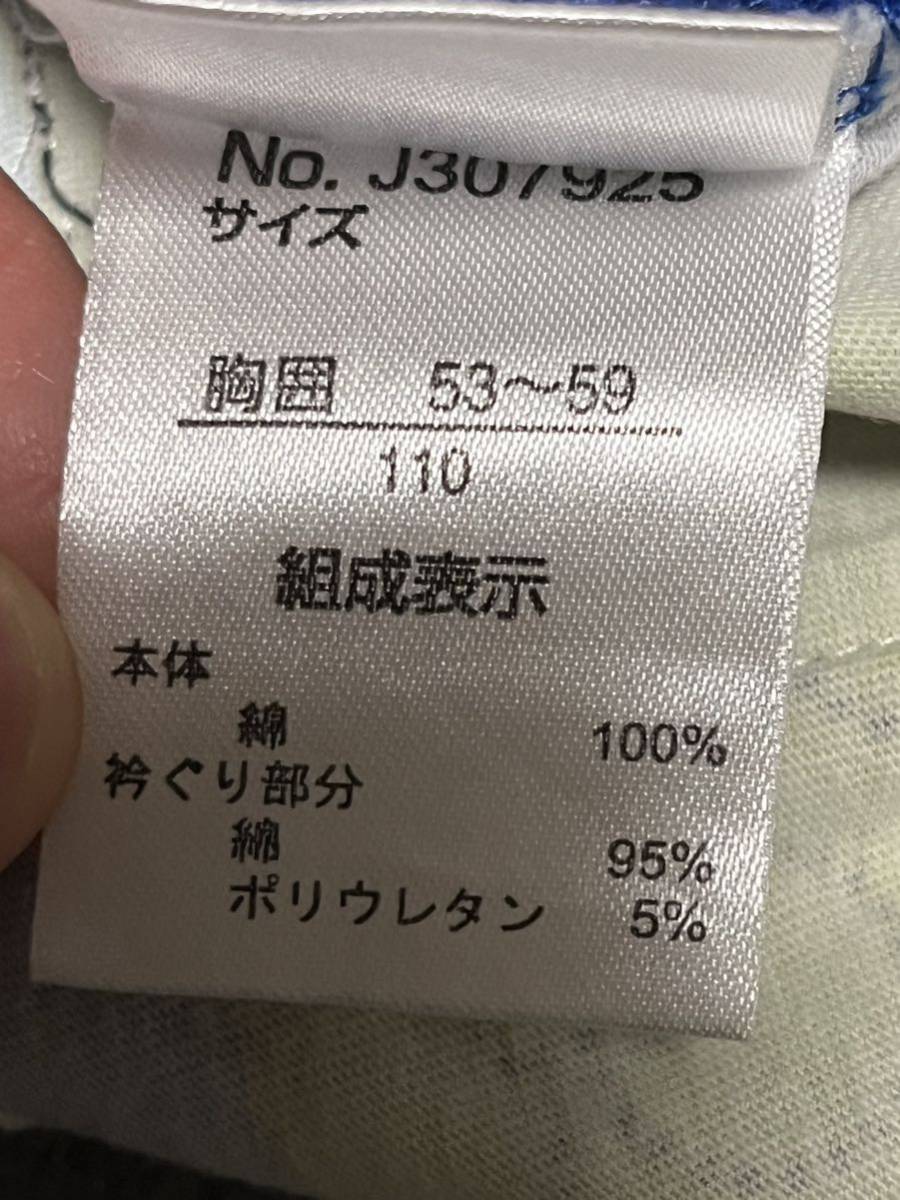 No. J307925
サイズ
胸囲 53〜59
110
組成表示
本体
綿 100%
衿ぐり部分
綿 95%
ポリウレタン 5%